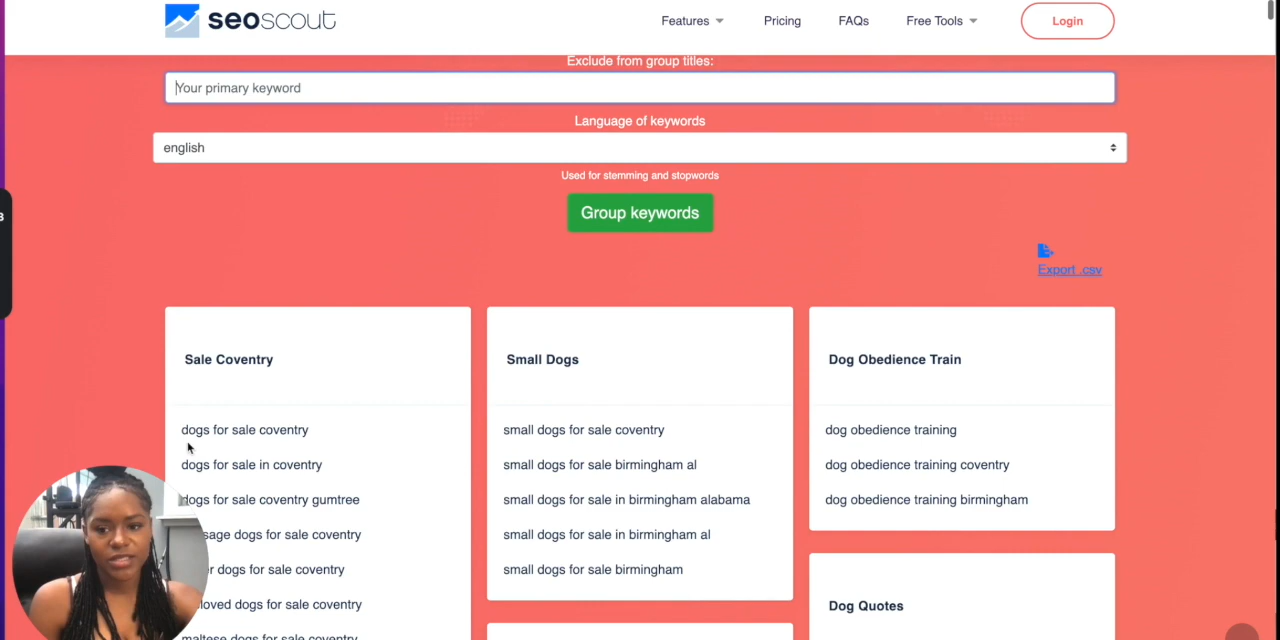 seoscout
Features
Pricing
FAQs
Free Tools
Login
Exclude from group titles:
Your primary keyword
Language of keywords
english
Used for stemming and stopwords
Group keywords
Export .csv
Sale Coventry
dogs for sale coventry
dogs for sale in coventry
dogs for sale coventry gumtree
sage dogs for sale coventry
r dogs for sale coventry
loved dogs for sale coventry
maltese dogs for sale coventry
Small Dogs
small dogs for sale coventry
small dogs for sale birmingham al
small dogs for sale in birmingham alabama
small dogs for sale in birmingham al
small dogs for sale birmingham
Dog Obedience Train
dog obedience training
dog obedience training coventry
dog obedience training birmingham
Dog Quotes